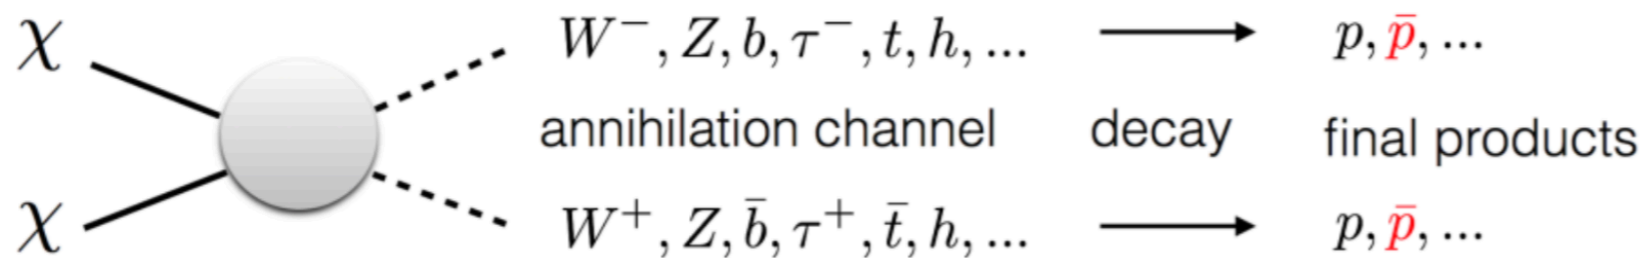 χ W⁻, Z, b, τ⁻, t, h, ... p, p̄, ...
annihilation channel decay final products
χ W⁺, Z, b̄, τ⁺, t̄, h, ... p, p̄, ...